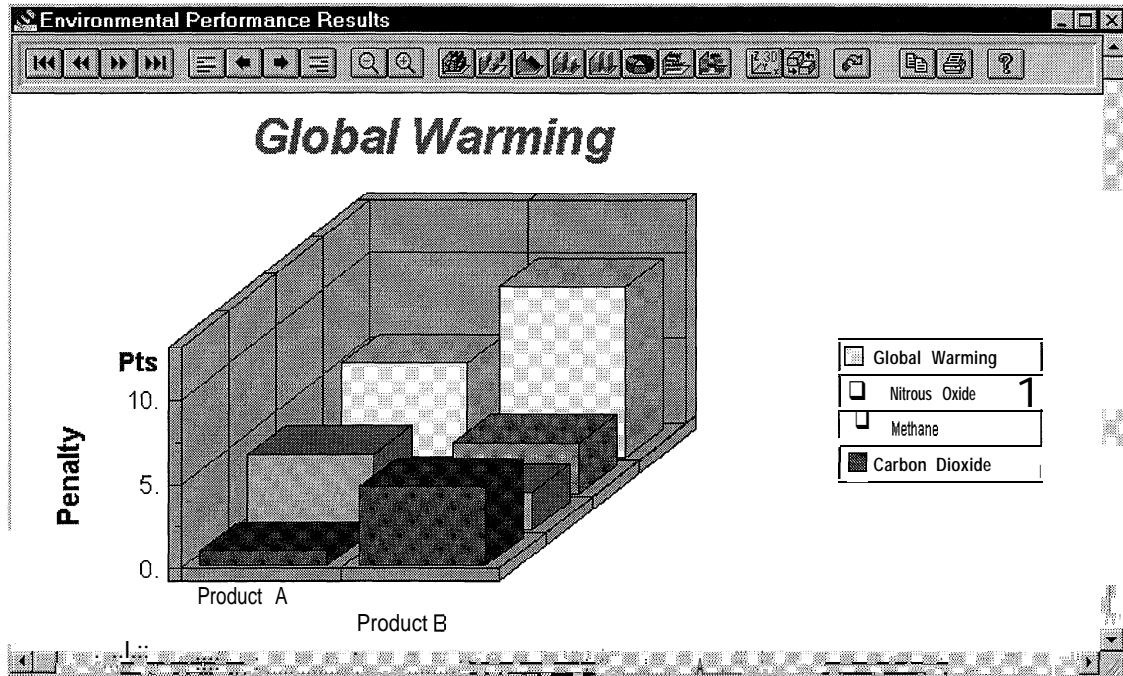 Environmental Performance Results
Global Warming
Pts
10.
5.
0.
Penalty
Product A
Product B
Global Warming
Nitrous Oxide 1
Methane
Carbon Dioxide